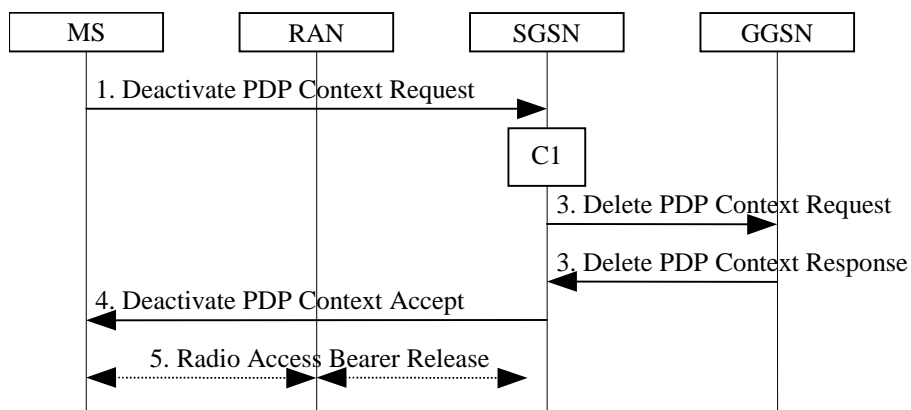 MS
RAN
SGSN
GGSN
1. Deactivate PDP Context Request
C1
3. Delete PDP Context Request
3. Delete PDP Context Response
4. Deactivate PDP Context Accept
5. Radio Access Bearer Release